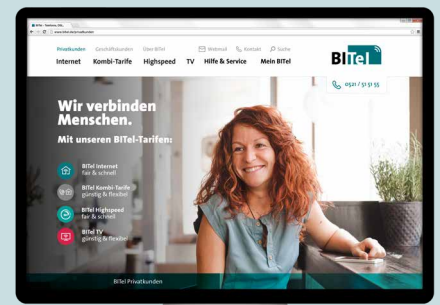 Privatkunden Geschäftskunden Über BITel Webmail Kontakt Suche
Internet Kombi-Tarife Highspeed TV Hilfe & Service Mein BITel
BITel
0521 / 51 51 55
Wir verbinden
Menschen.
Mit unseren BITel-Tarifen:
BITel Internet
fair & schnell
BITel Kombi-Tarife
günstig & flexibel
BITel Highspeed
fair & schnell
BITel TV
günstig & flexibel
BITel Privatkunden